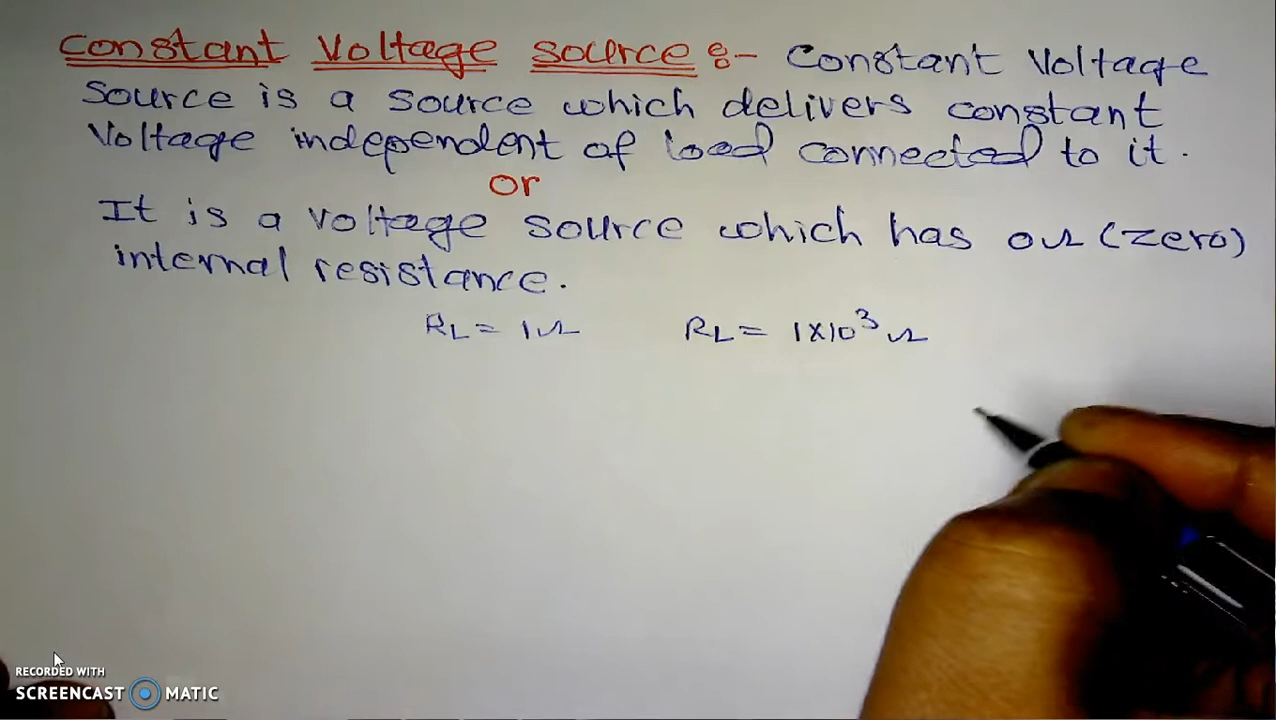 Constant Voltage source :- Constant Voltage
Source is a source which delivers constant
Voltage independent of load connected to it.
or
It is a voltage source which has 0Ω (zero)
internal resistance.
RL = 1Ω RL = 1×10³ Ω
RECORDED WITH
SCREENCAST MATIC